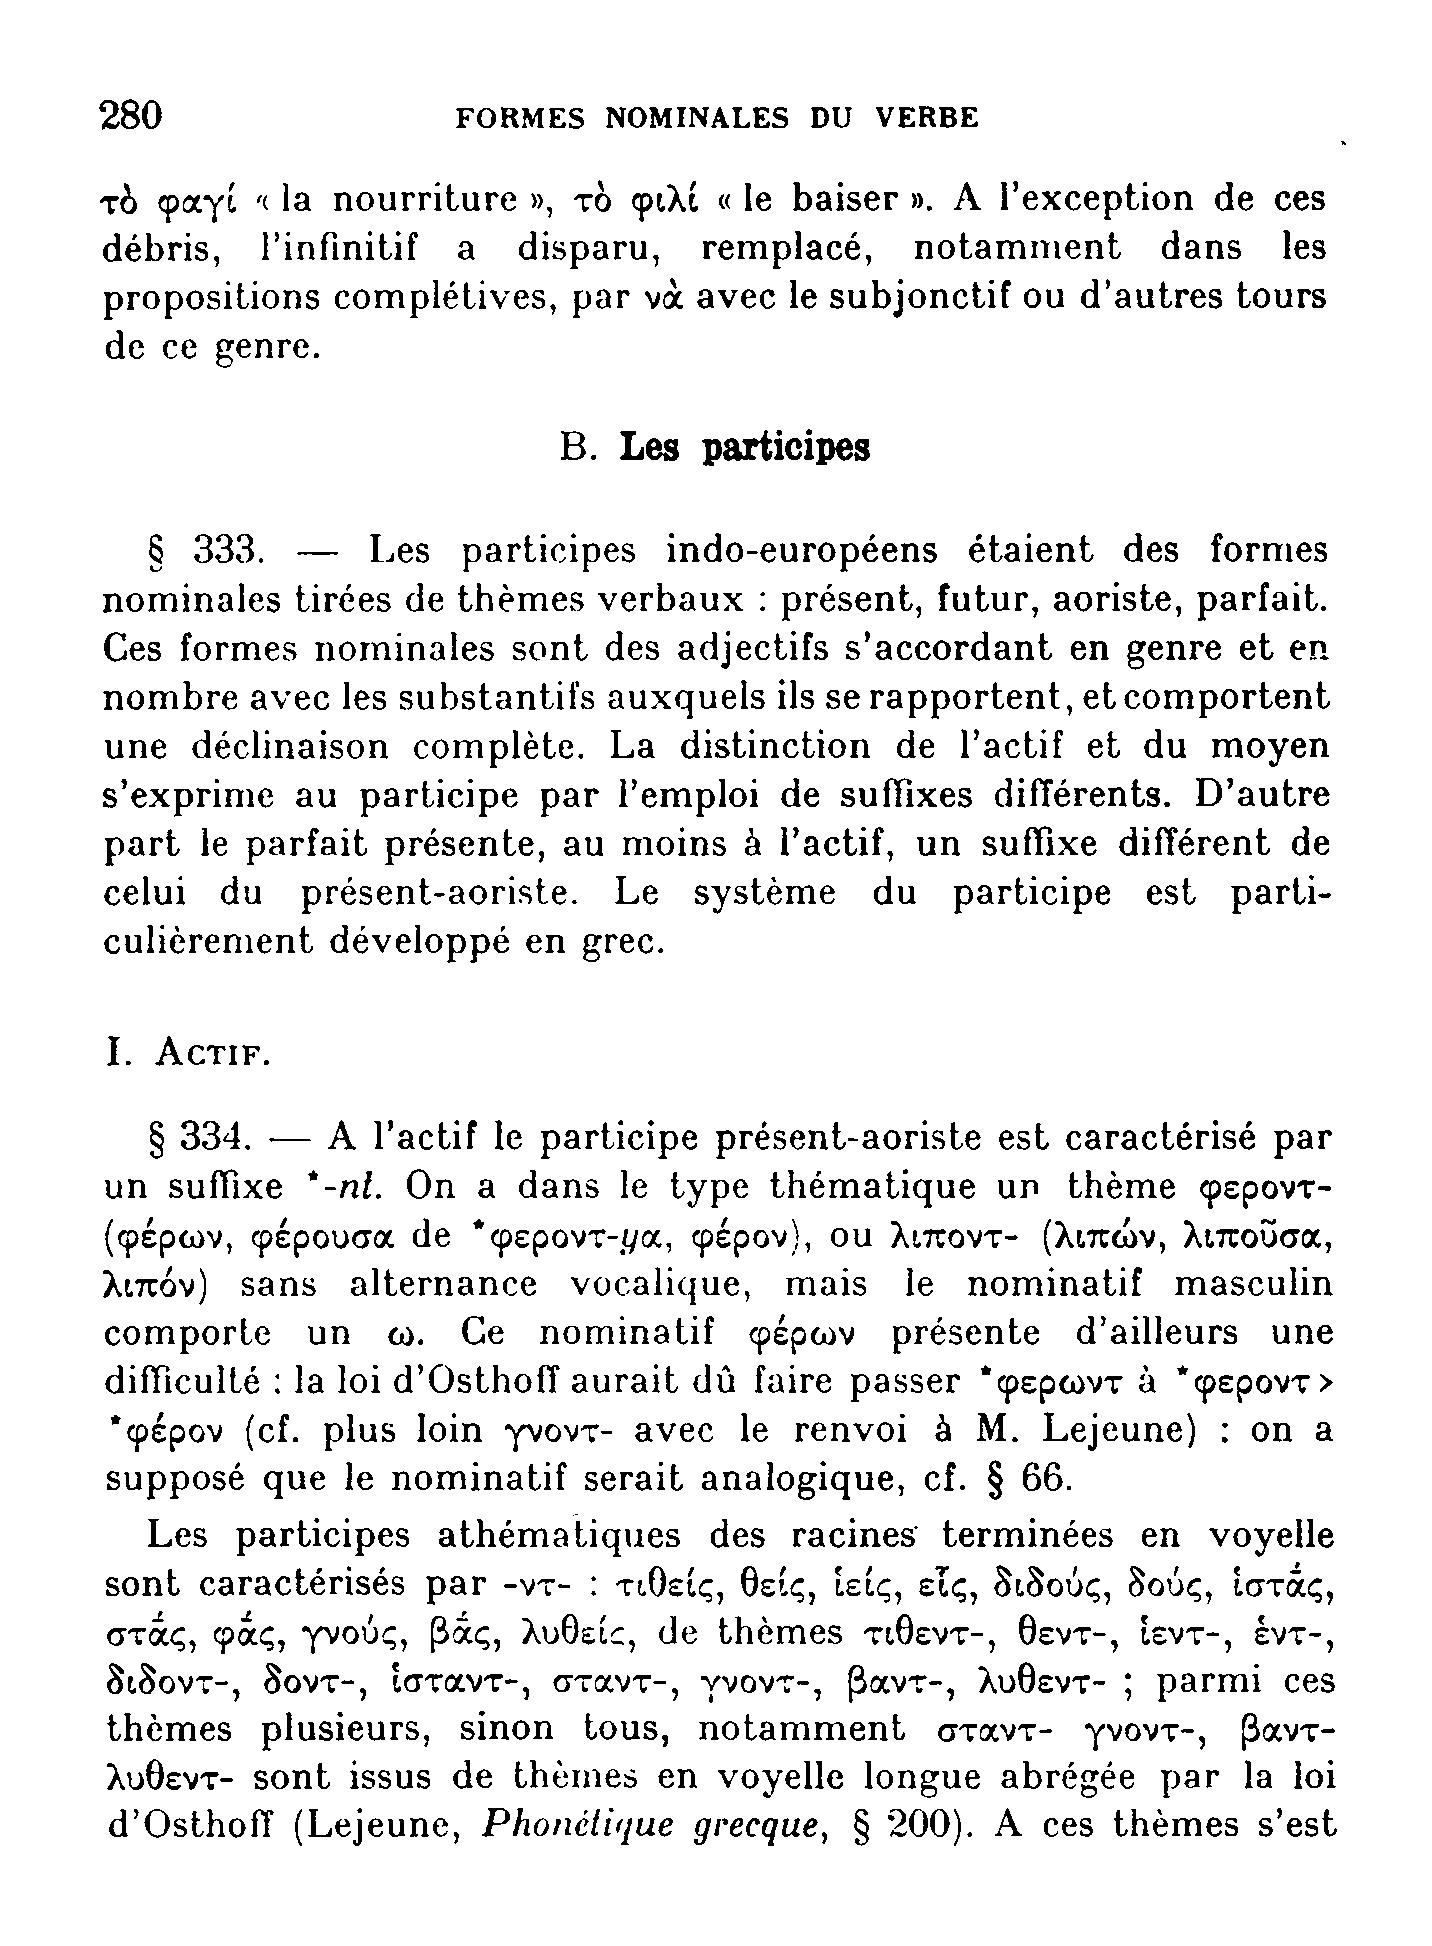 280 FORMES NOMINALES DU VERBE
τὸ φαγί « la nourriture », τὸ φιλί « le baiser ». A l'exception de ces
débris, l'infinitif a disparu, remplacé, notamment dans les
propositions complétives, par νὰ avec le subjonctif ou d'autres tours
de ce genre.
B. Les participes
§ 333. — Les participes indo-européens étaient des formes
nominales tirées de thèmes verbaux : présent, futur, aoriste, parfait.
Ces formes nominales sont des adjectifs s'accordant en genre et en
nombre avec les substantifs auxquels ils se rapportent, et comportent
une déclinaison complète. La distinction de l'actif et du moyen
s'exprime au participe par l'emploi de suffixes différents. D'autre
part le parfait présente, au moins à l'actif, un suffixe différent de
celui du présent-aoriste. Le système du participe est parti-
culièrement développé en grec.
I. ACTIF.
§ 334. — A l'actif le participe présent-aoriste est caractérisé par
un suffixe *-nt. On a dans le type thématique un thème φεροντ-
(φέρων, φέρουσα de *φεροντ-y̯α, φέρον), ou λιποντ- (λιπών, λιποῦσα,
λιπόν) sans alternance vocalique, mais le nominatif masculin
comporte un ω. Ce nominatif φέρων présente d'ailleurs une
difficulté : la loi d'Osthoff aurait dû faire passer *φερωντ à *φεροντ >
*φέρον (cf. plus loin γνοντ- avec le renvoi à M. Lejeune) : on a
supposé que le nominatif serait analogique, cf. § 66.
Les participes athématiques des racines terminées en voyelle
sont caractérisés par -ντ- : τιθείς, θείς, ἱείς, εἵς, διδούς, δούς, ἱστά̄ς,
στά̄ς, φά̄ς, γνούς, βά̄ς, λυθείς, de thèmes τιθεντ-, θεντ-, ἱεντ-, ἑντ-,
διδοντ-, δοντ-, ἱσταντ-, σταντ-, γνοντ-, βαντ-, λυθεντ- ; parmi ces
thèmes plusieurs, sinon tous, notamment σταντ- γνοντ-, βαντ-
λυθεντ- sont issus de thèmes en voyelle longue abrégée par la loi
d'Osthoff (Lejeune, Phonétique grecque, § 200). A ces thèmes s'est